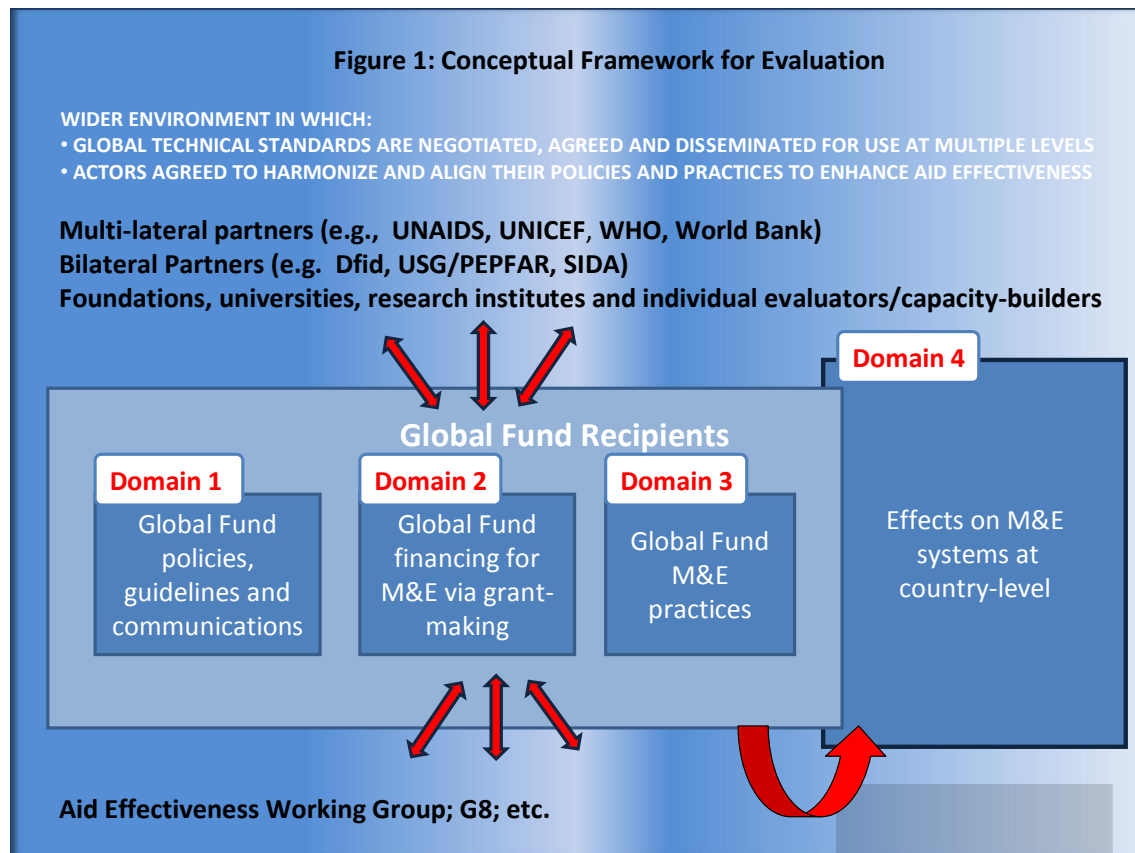 Figure 1: Conceptual Framework for Evaluation
WIDER ENVIRONMENT IN WHICH:
• GLOBAL TECHNICAL STANDARDS ARE NEGOTIATED, AGREED AND DISSEMINATED FOR USE AT MULTIPLE LEVELS
• ACTORS AGREED TO HARMONIZE AND ALIGN THEIR POLICIES AND PRACTICES TO ENHANCE AID EFFECTIVENESS
Multi-lateral partners (e.g., UNAIDS, UNICEF, WHO, World Bank)
Bilateral Partners (e.g. Dfid, USG/PEPFAR, SIDA)
Foundations, universities, research institutes and individual evaluators/capacity-builders
Global Fund Recipients
Domain 1
Global Fund
policies,
guidelines and
communications
Domain 2
Global Fund
financing for
M&E via grant-
making
Domain 3
Global Fund
M&E
practices
Domain 4
Effects on M&E
systems at
country-level
Aid Effectiveness Working Group; G8; etc.